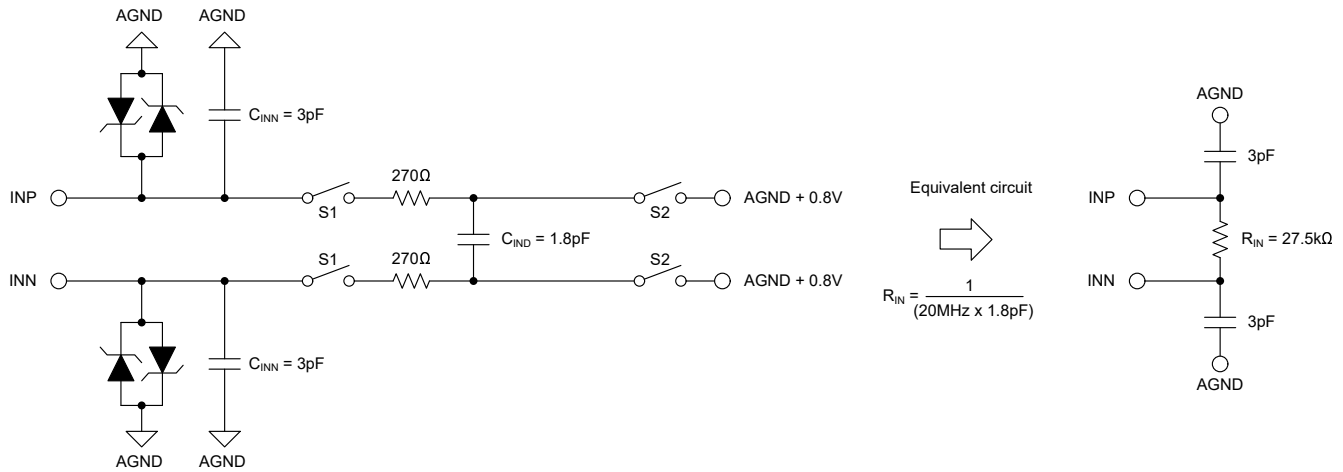 AGND
AGND
C_INN = 3pF
INP
S1
270Ω
S2
AGND + 0.8V
C_IND = 1.8pF
INN
S1
270Ω
S2
AGND + 0.8V
C_INN = 3pF
AGND
AGND
Equivalent circuit
R_IN = 1
(20MHz x 1.8pF)
AGND
3pF
INP
R_IN = 27.5kΩ
INN
3pF
AGND